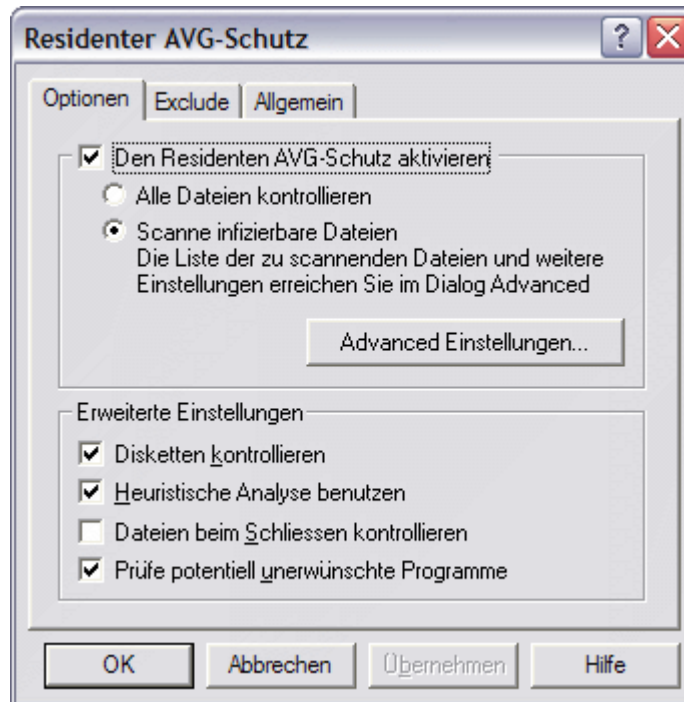 Residenter AVG-Schutz
Optionen Exclude Allgemein
Den Residenten AVG-Schutz aktivieren
Alle Dateien kontrollieren
Scanne infizierbare Dateien
Die Liste der zu scannenden Dateien und weitere
Einstellungen erreichen Sie im Dialog Advanced
Advanced Einstellungen...
Erweiterte Einstellungen
Disketten kontrollieren
Heuristische Analyse benutzen
Dateien beim Schliessen kontrollieren
Prüfe potentiell unerwünschte Programme
OK Abbrechen Übernehmen Hilfe